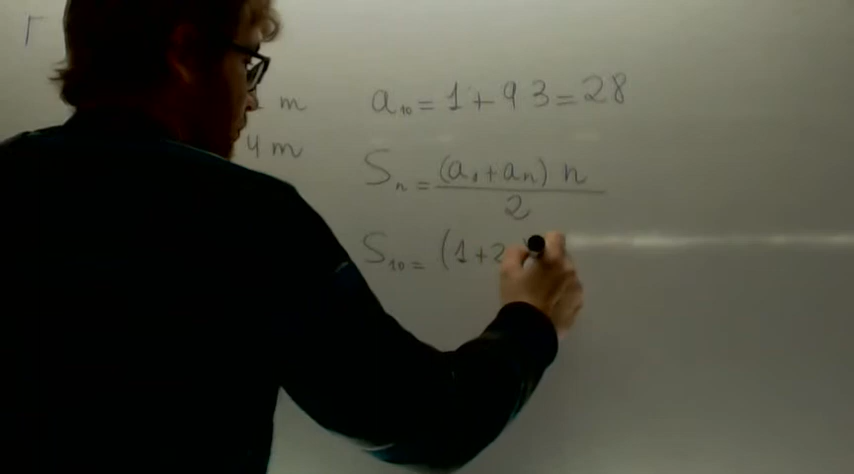 m a₁₀ = 1 + 9 3 = 28
4 m
Sₙ = (a₁ + aₙ) n
2
S₁₀ = (1 + 2